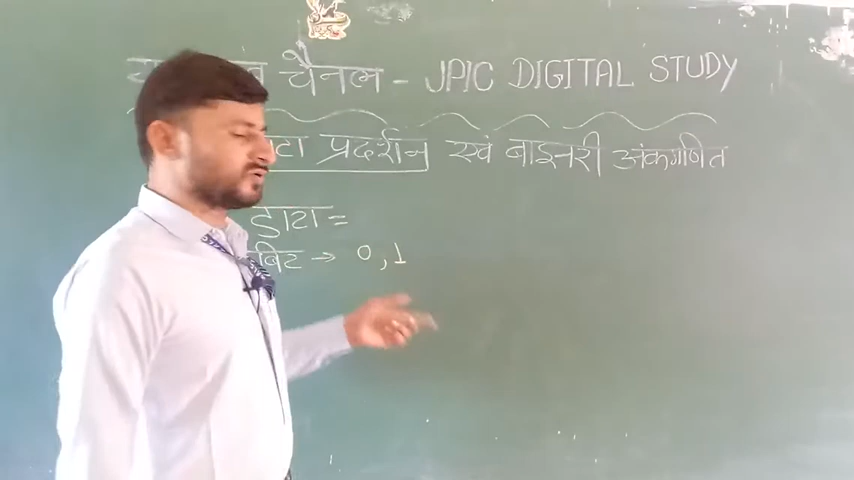 चैनल - JPIC DIGITAL STUDY
प्रदर्शन एवं बाइनरी अंकगणित
डाटा =
बिट → 0, 1